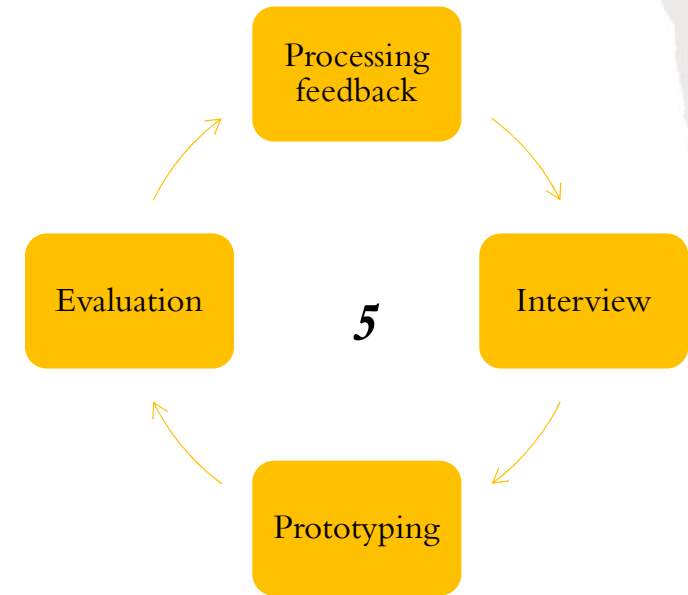 Processing
feedback
Evaluation
5
Interview
Prototyping